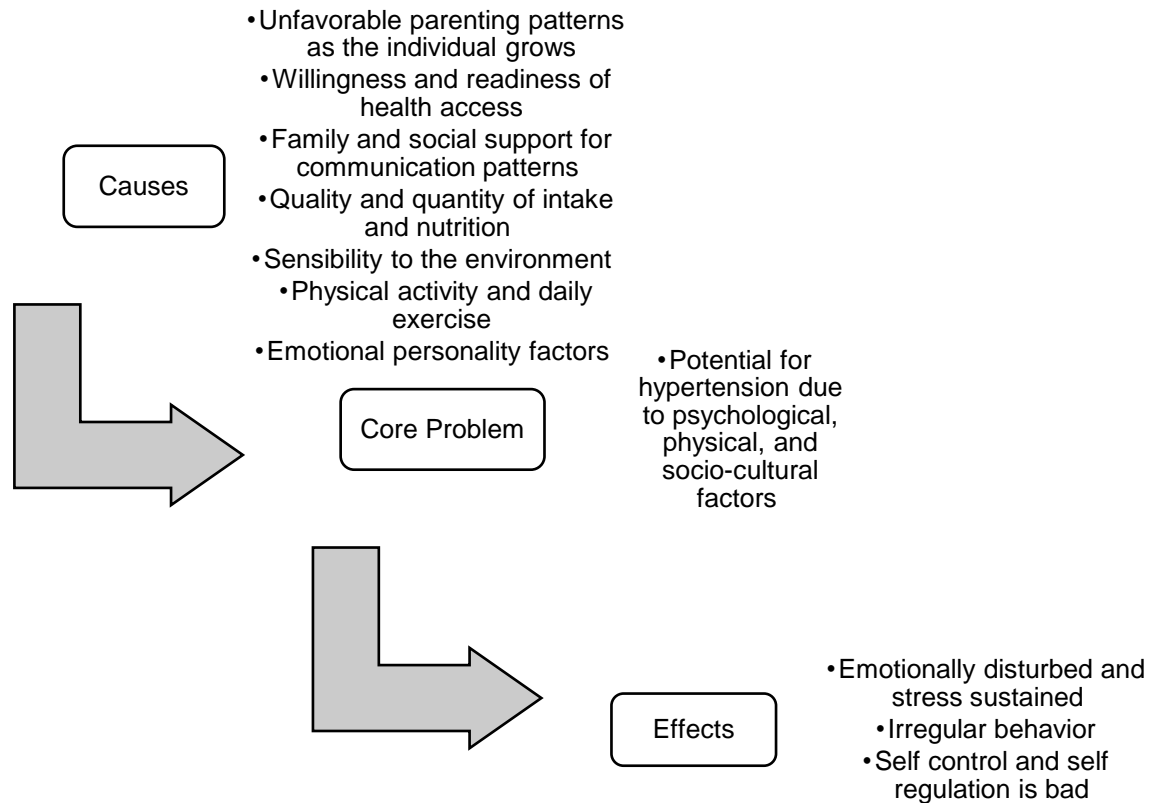 Causes
•Unfavorable parenting patterns
as the individual grows
•Willingness and readiness of
health access
•Family and social support for
communication patterns
•Quality and quantity of intake
and nutrition
•Sensibility to the environment
•Physical activity and daily
exercise
•Emotional personality factors
Core Problem
•Potential for
hypertension due
to psychological,
physical, and
socio-cultural
factors
Effects
•Emotionally disturbed and
stress sustained
•Irregular behavior
•Self control and self
regulation is bad